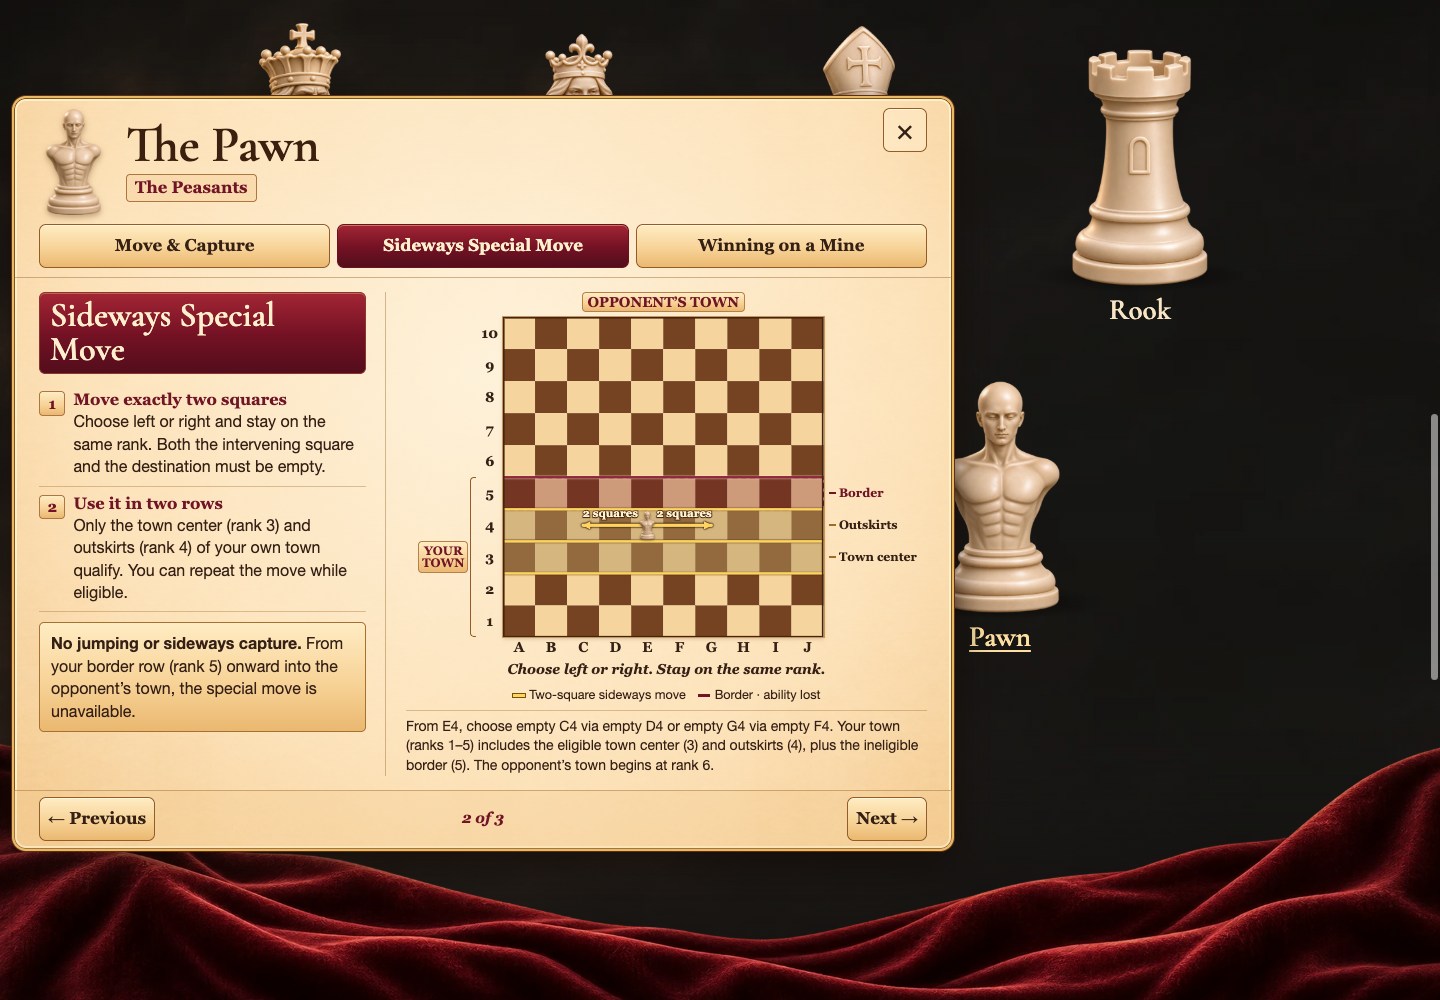 The Pawn
The Peasants
×
Move & Capture
Sideways Special Move
Winning on a Mine
Sideways Special
Move
1
Move exactly two squares
Choose left or right and stay on the
same rank. Both the intervening square
and the destination must be empty.
2
Use it in two rows
Only the town center (rank 3) and
outskirts (rank 4) of your own town
qualify. You can repeat the move while
eligible.
No jumping or sideways capture. From
your border row (rank 5) onward into the
opponent’s town, the special move is
unavailable.
OPPONENT’S TOWN
10
9
8
7
6
5
4
3
2
1
2 squares
2 squares
Border
Outskirts
Town center
YOUR
TOWN
A B C D E F G H I J
Choose left or right. Stay on the same rank.
Two-square sideways move
Border · ability lost
From E4, choose empty C4 via empty D4 or empty G4 via empty F4. Your town
(ranks 1–5) includes the eligible town center (3) and outskirts (4), plus the ineligible
border (5). The opponent’s town begins at rank 6.
← Previous
2 of 3
Next →
Rook
Pawn